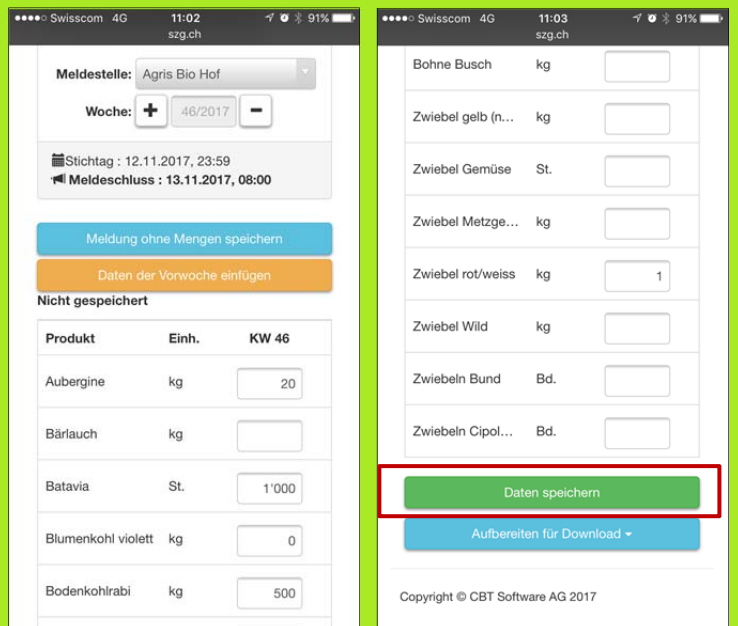 Swisscom 4G 11:02 91%
szg.ch
Meldestelle: Agris Bio Hof
Woche: + 46/2017 −
Stichtag : 12.11.2017, 23:59
Meldeschluss : 13.11.2017, 08:00
Meldung ohne Mengen speichern
Daten der Vorwoche einfügen
Nicht gespeichert
Produkt Einh. KW 46
Aubergine kg 20
Bärlauch kg
Batavia St. 1'000
Blumenkohl violett kg 0
Bodenkohlrabi kg 500
Swisscom 4G 11:03 91%
szg.ch
Bohne Busch kg
Zwiebel gelb (n... kg
Zwiebel Gemüse St.
Zwiebel Metzge... kg
Zwiebel rot/weiss kg 1
Zwiebel Wild kg
Zwiebeln Bund Bd.
Zwiebeln Cipol... Bd.
Daten speichern
Aufbereiten für Download
Copyright © CBT Software AG 2017